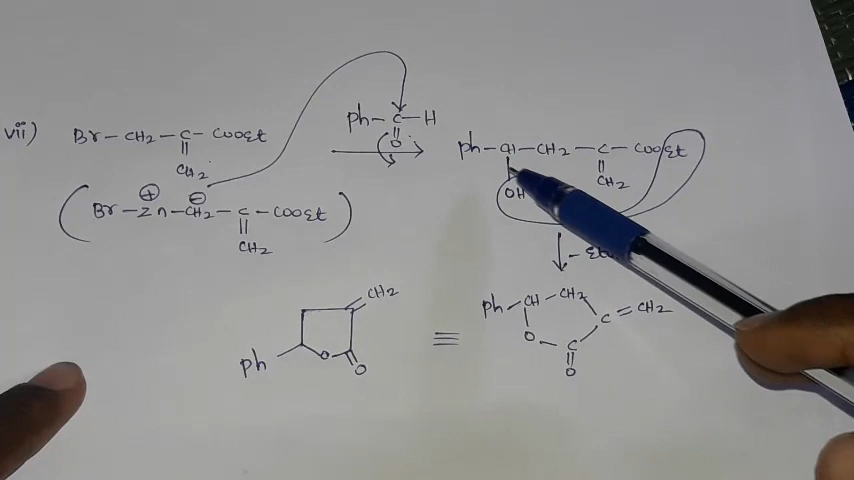 vii) Br-CH2-C-COOEt
CH2
Ph-C-H
O
Ph-CH-CH2-C-COOEt
OH
CH2
(Br-Zn-CH2-C-COOEt)
⊕ ⊖
CH2
CH2
Ph
O
O
≡
Ph-CH-CH2
C=CH2
O-C
O